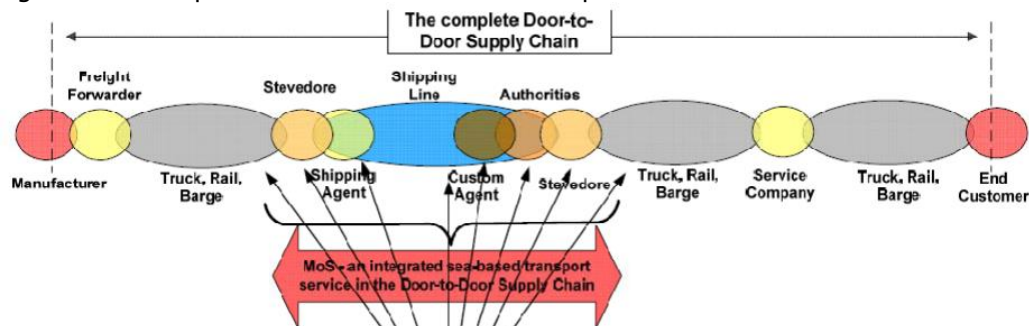 The complete Door-to-
Door Supply Chain
Freight
Forwarder
Stevedore
Shipping
Line
Authorities
Manufacturer
Truck, Rail,
Barge
Shipping
Agent
Custom
Agent
Stevedore
Truck, Rail,
Barge
Service
Company
Truck, Rail,
Barge
End
Customer
MoS - an integrated sea-based transport
service in the Door-to-Door Supply Chain